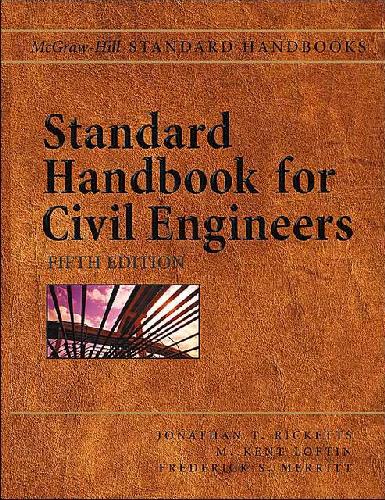 McGraw-Hill STANDARD HANDBOOKS
Standard
Handbook for
Civil Engineers
FIFTH EDITION
JONATHAN T. RICKETTS
M. KENT LOFTIN
FREDERICK S. MERRITT